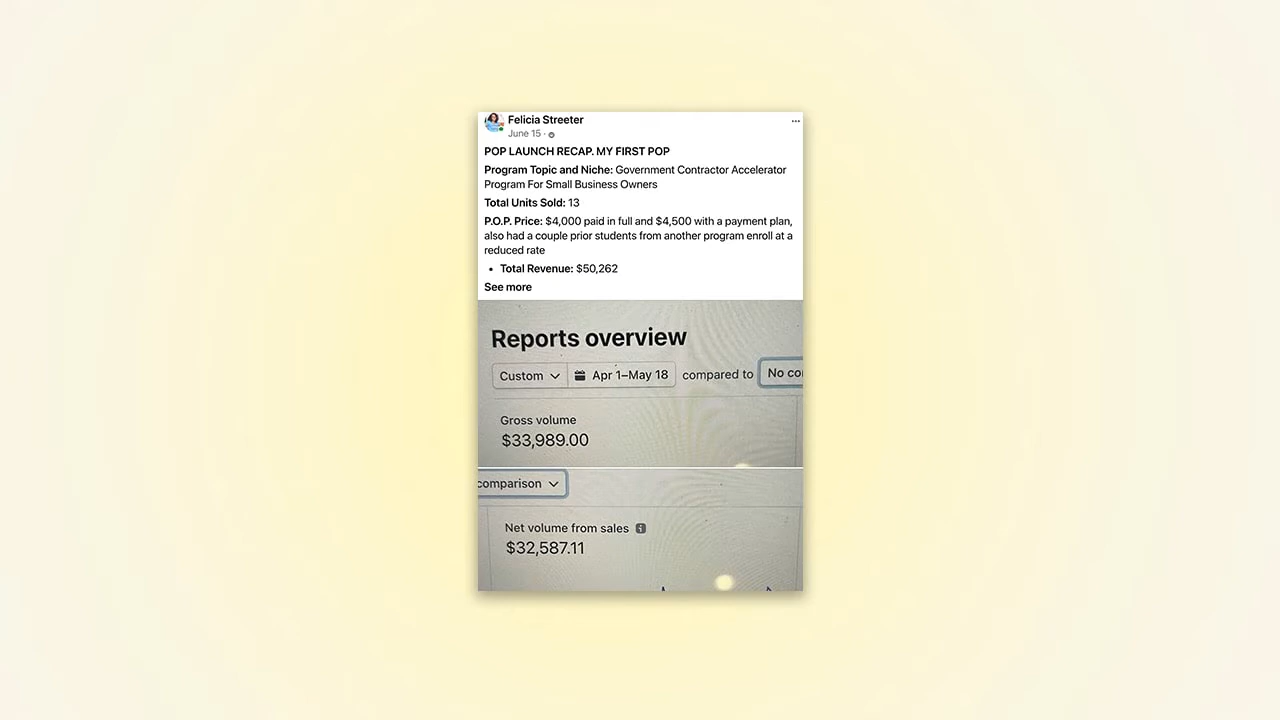 Felicia Streeter
June 15 ·
POP LAUNCH RECAP. MY FIRST POP
Program Topic and Niche: Government Contractor Accelerator
Program For Small Business Owners
Total Units Sold: 13
P.O.P. Price: $4,000 paid in full and $4,500 with a payment plan,
also had a couple prior students from another program enroll at a
reduced rate
• Total Revenue: $50,262
See more
Reports overview
Custom Apr 1–May 18 compared to No co
Gross volume
$33,989.00
comparison
Net volume from sales
$32,587.11